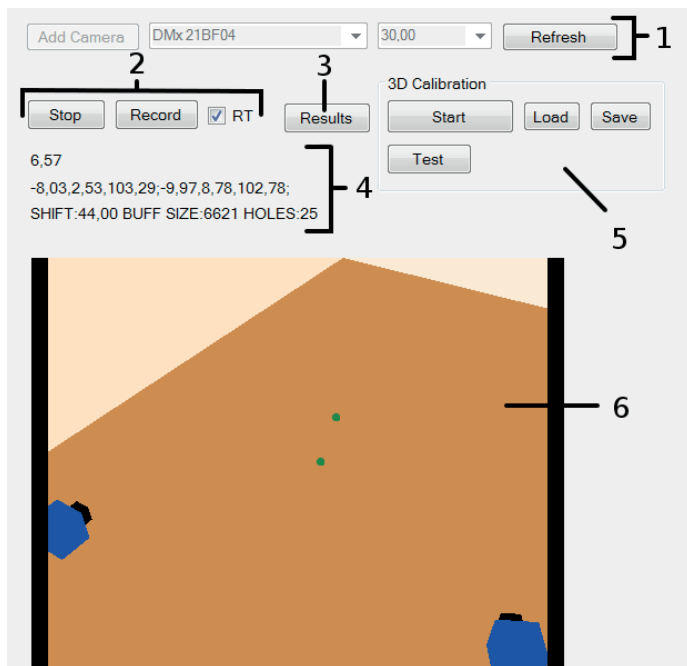 Add Camera DMx 21BF04 30,00 Refresh 1
2 3 3D Calibration
Stop Record RT Results Start Load Save
6,57 Test
-8,03,2,53,103,29;-9,97,8,78,102,78; 4
SHIFT:44,00 BUFF SIZE:6621 HOLES:25
5
6